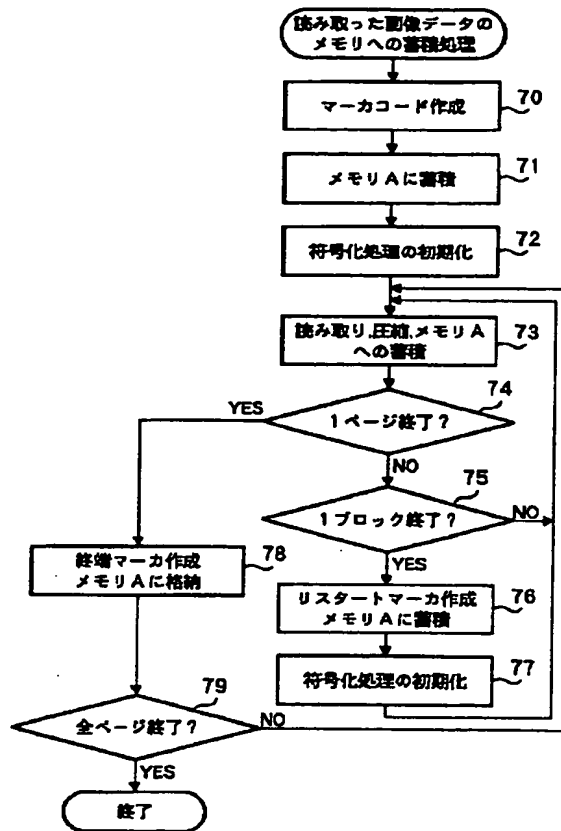 読み取った画像データの
メモリへの蓄積処理
マーカコード作成
70
メモリAに蓄積
71
符号化処理の初期化
72
読み取り,圧縮,メモリA
への蓄積
73
1ページ終了?
74
YES
NO
1ブロック終了?
75
NO
YES
リスタートマーカ作成
メモリAに蓄積
76
符号化処理の初期化
77
終端マーカ作成
メモリAに格納
78
全ページ終了?
79
NO
YES
終了